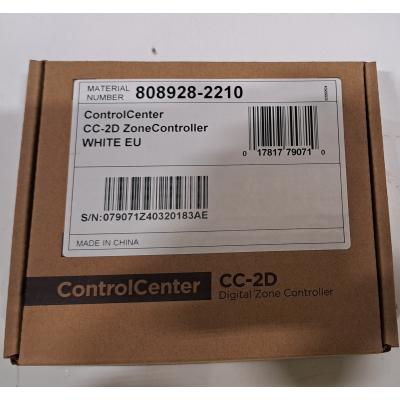 MATERIAL NUMBER 808928-2210
ControlCenter
CC-2D ZoneController
WHITE EU
0 17817 79071 0
S/N:079071Z40320183AE
MADE IN CHINA
ControlCenter CC-2D
Digital Zone Controller